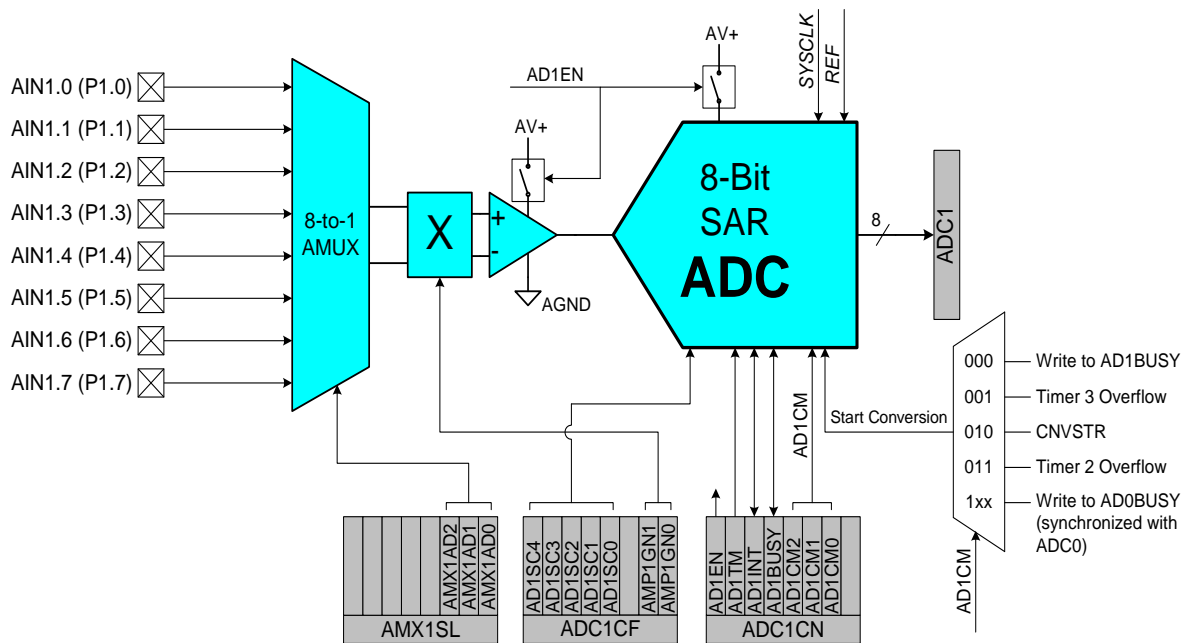 AIN1.0 (P1.0)
AIN1.1 (P1.1)
AIN1.2 (P1.2)
AIN1.3 (P1.3)
AIN1.4 (P1.4)
AIN1.5 (P1.5)
AIN1.6 (P1.6)
AIN1.7 (P1.7)
8-to-1
AMUX
X
+
-
AV+
AGND
AD1EN
AV+
SYSCLK
REF
8-Bit
SAR
ADC
8
ADC1
Start Conversion
AD1CM
000
Write to AD1BUSY
001
Timer 3 Overflow
010
CNVSTR
011
Timer 2 Overflow
1xx
Write to AD0BUSY
(synchronized with
ADC0)
AD1CM
AMX1AD2
AMX1AD1
AMX1AD0
AMX1SL
AD1SC4
AD1SC3
AD1SC2
AD1SC1
AD1SC0
AMP1GN1
AMP1GN0
ADC1CF
AD1EN
AD1TM
AD1INT
AD1BUSY
AD1CM2
AD1CM1
AD1CM0
ADC1CN